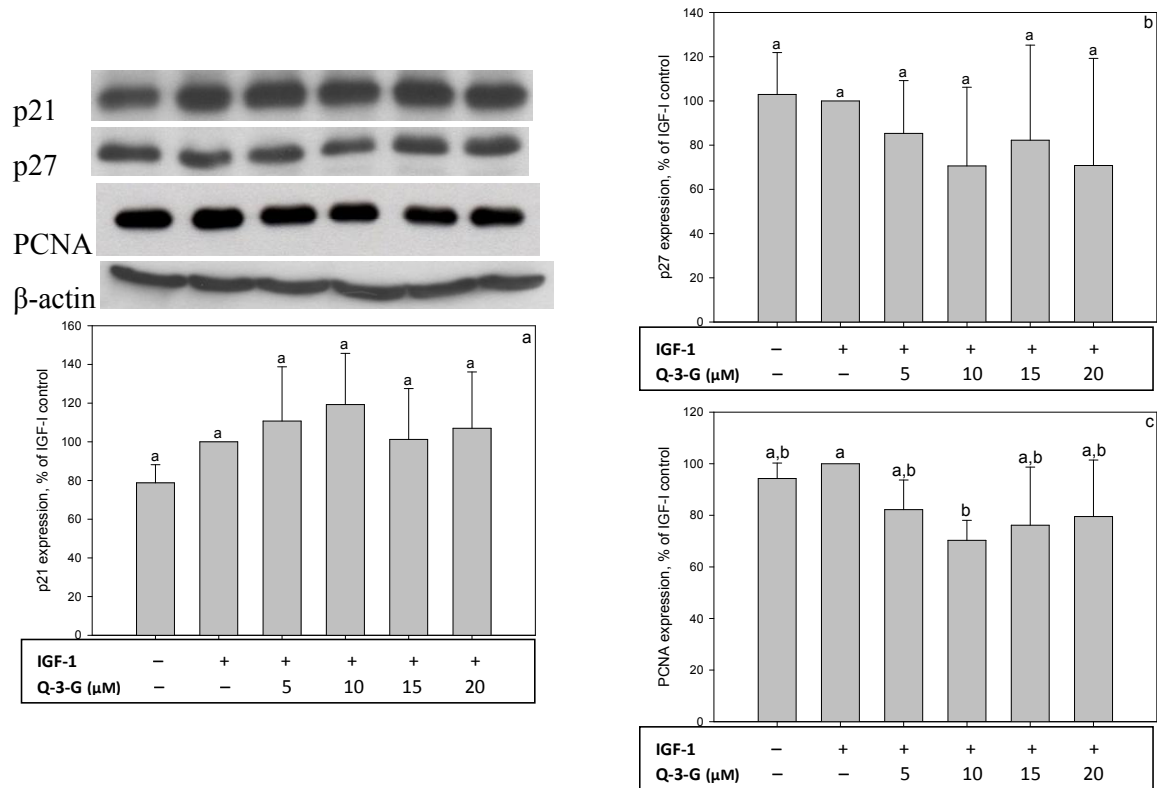 p21
p27
PCNA
β-actin
a
160
140
120
100
80
60
40
20
0
p21 expression, % of IGF-I control
a a a a a a
IGF-1 – + + + + +
Q-3-G (µM) – – 5 10 15 20
b
140
120
100
80
60
40
20
0
p27 expression, % of IGF-I control
a a a a a a
IGF-1 – + + + + +
Q-3-G (µM) – – 5 10 15 20
c
120
100
80
60
40
20
0
PCNA expression, % of IGF-I control
a,b a a,b b a,b a,b
IGF-1 – + + + + +
Q-3-G (µM) – – 5 10 15 20